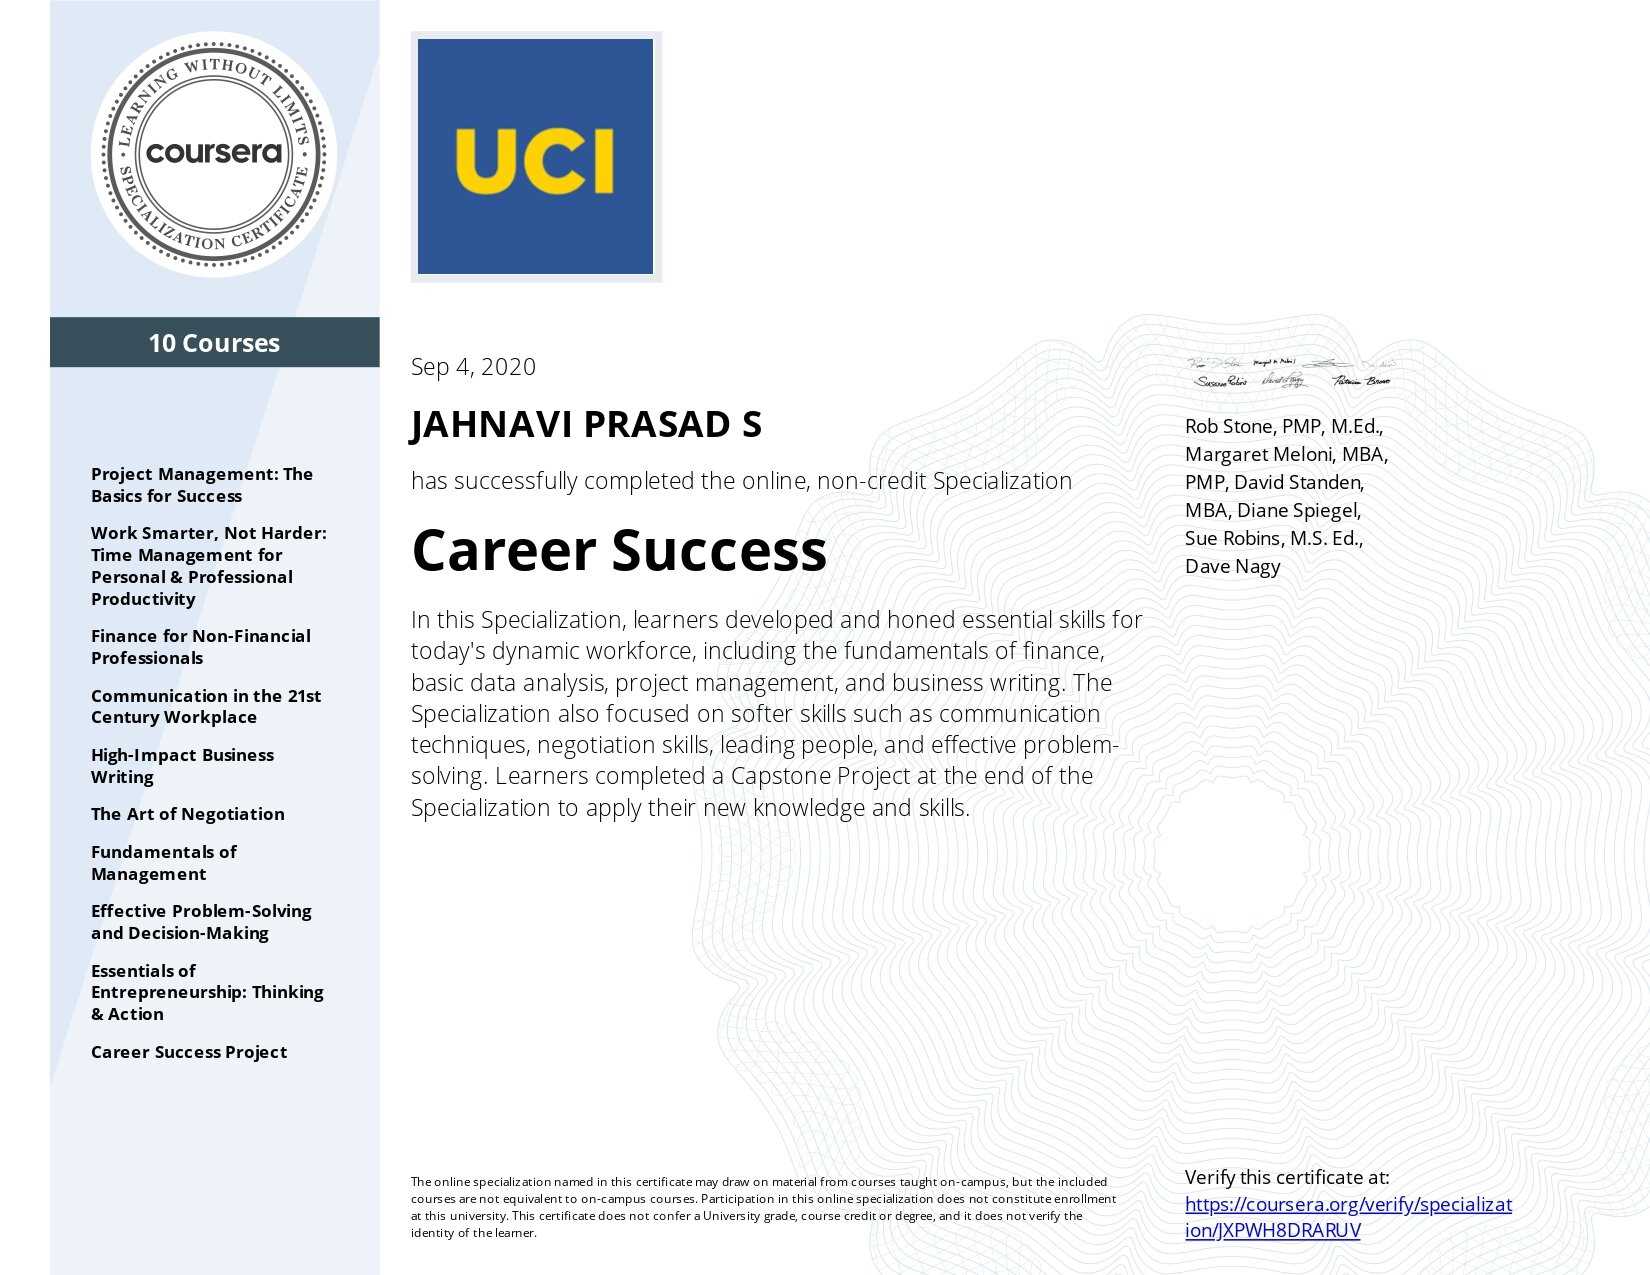 LEARNING WITHOUT LIMITS
coursera
SPECIALIZATION CERTIFICATE
UCI
10 Courses
Project Management: The
Basics for Success
Work Smarter, Not Harder:
Time Management for
Personal & Professional
Productivity
Finance for Non-Financial
Professionals
Communication in the 21st
Century Workplace
High-Impact Business
Writing
The Art of Negotiation
Fundamentals of
Management
Effective Problem-Solving
and Decision-Making
Essentials of
Entrepreneurship: Thinking
& Action
Career Success Project
Sep 4, 2020
JAHNAVI PRASAD S
has successfully completed the online, non-credit Specialization
Career Success
In this Specialization, learners developed and honed essential skills for
today's dynamic workforce, including the fundamentals of finance,
basic data analysis, project management, and business writing. The
Specialization also focused on softer skills such as communication
techniques, negotiation skills, leading people, and effective problem-
solving. Learners completed a Capstone Project at the end of the
Specialization to apply their new knowledge and skills.
Rob Stone, PMP, M.Ed.,
Margaret Meloni, MBA,
PMP, David Standen,
MBA, Diane Spiegel,
Sue Robins, M.S. Ed.,
Dave Nagy
The online specialization named in this certificate may draw on material from courses taught on-campus, but the included
courses are not equivalent to on-campus courses. Participation in this online specialization does not constitute enrollment
at this university. This certificate does not confer a University grade, course credit or degree, and it does not verify the
identity of the learner.
Verify this certificate at:
https://coursera.org/verify/specializat
ion/JXPWH8DRARUV